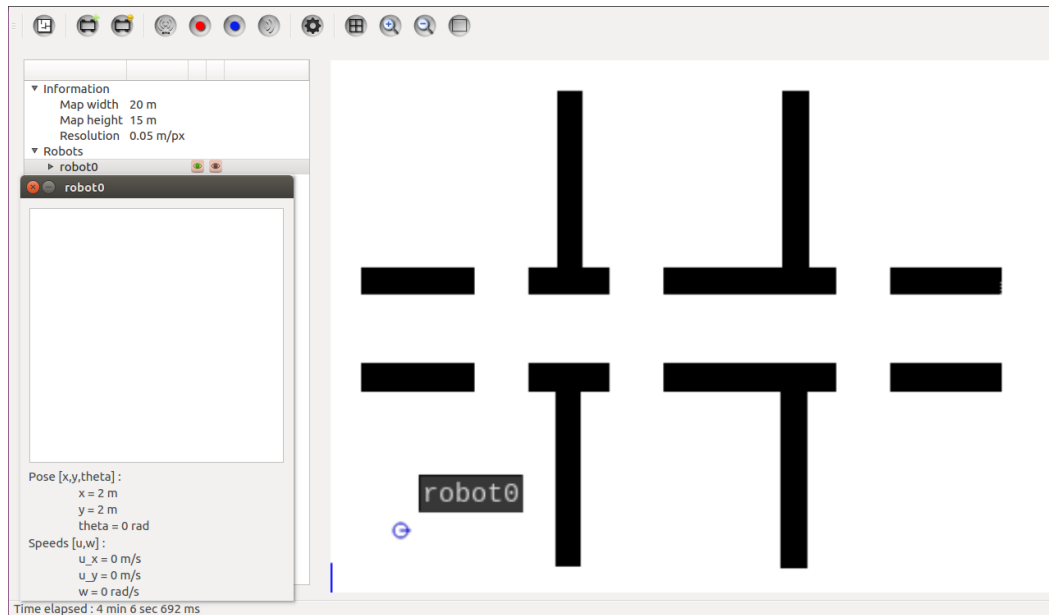 Information
Map width 20 m
Map height 15 m
Resolution 0.05 m/px
Robots
robot0
robot0
Pose [x,y,theta] :
x = 2 m
y = 2 m
theta = 0 rad
Speeds [u,w] :
u_x = 0 m/s
u_y = 0 m/s
w = 0 rad/s
robot0
Time elapsed : 4 min 6 sec 692 ms